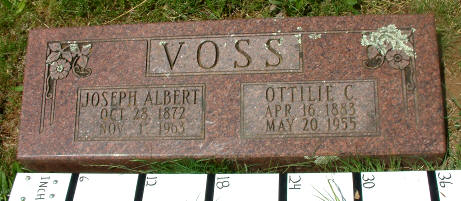 VOSS
JOSEPH ALBERT
OCT 28 1872
NOV 1 1963
OTTILIE C
APR 16 1883
MAY 20 1955
INCH 6 12 18 24 30 36